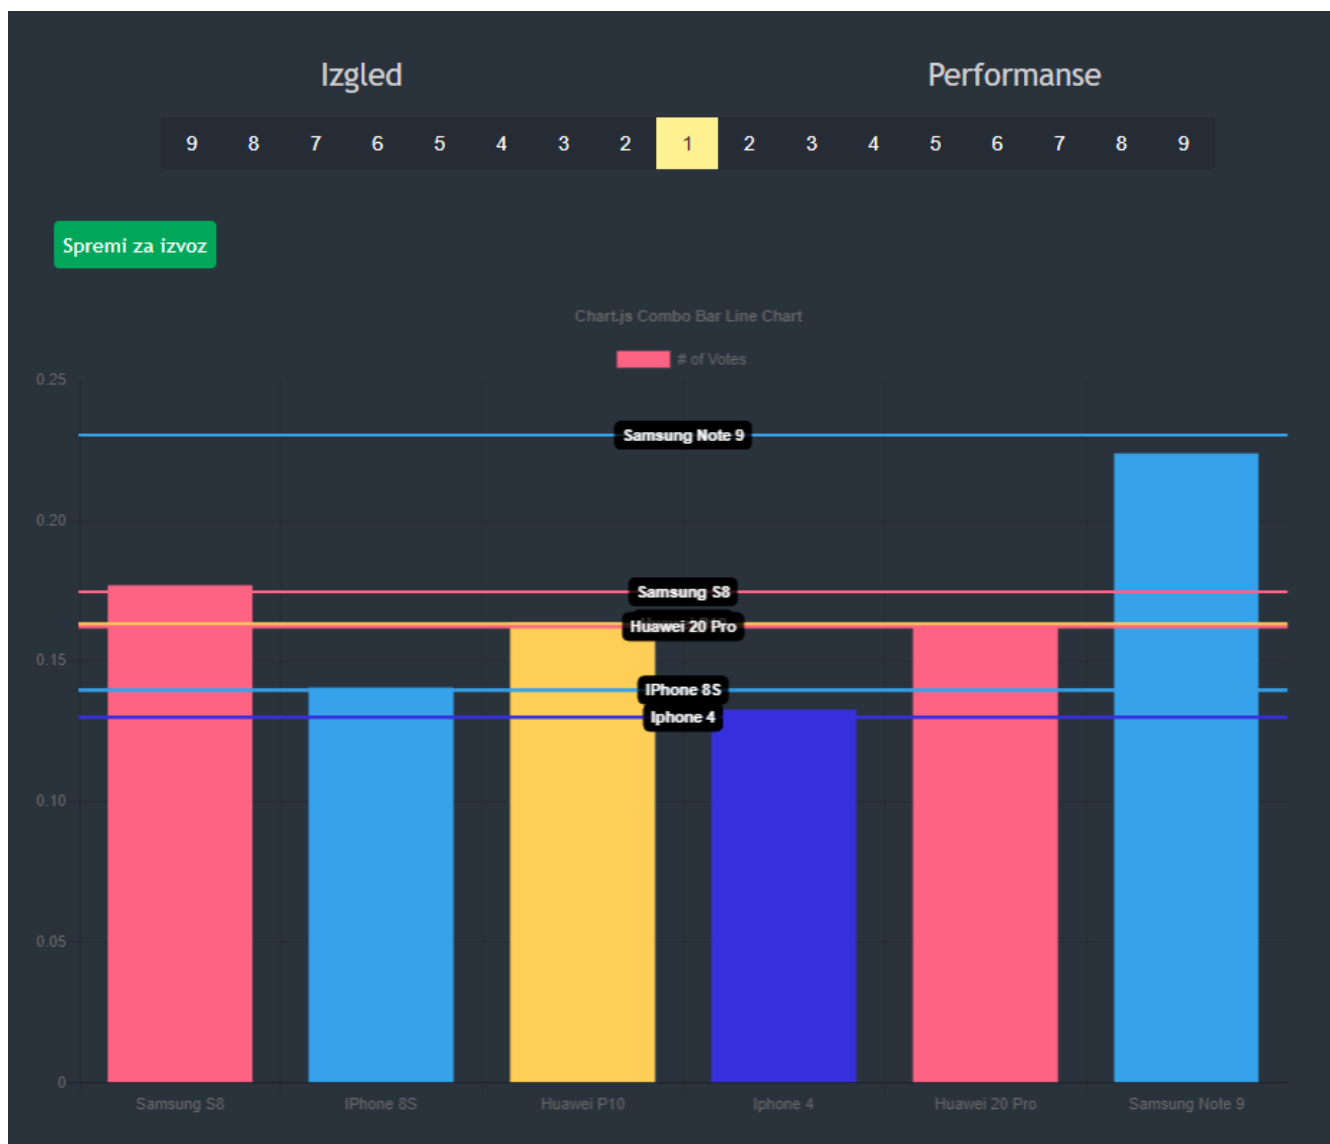 Izgled Performanse
9 8 7 6 5 4 3 2 1 2 3 4 5 6 7 8 9
Spremi za izvoz
Chart.js Combo Bar Line Chart
# of Votes
0.25
Samsung Note 9
0.20
Samsung S8
Huawei 20 Pro
0.15
IPhone 8S
Iphone 4
0.10
0.05
0
Samsung S8 IPhone 8S Huawei P10 Iphone 4 Huawei 20 Pro Samsung Note 9